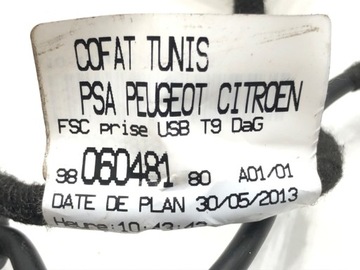 COFAT TUNIS
PSA PEUGEOT CITROEN
FSC prise USB T9 DaG
98 060481 80 A01/01
DATE DE PLAN 30/05/2013